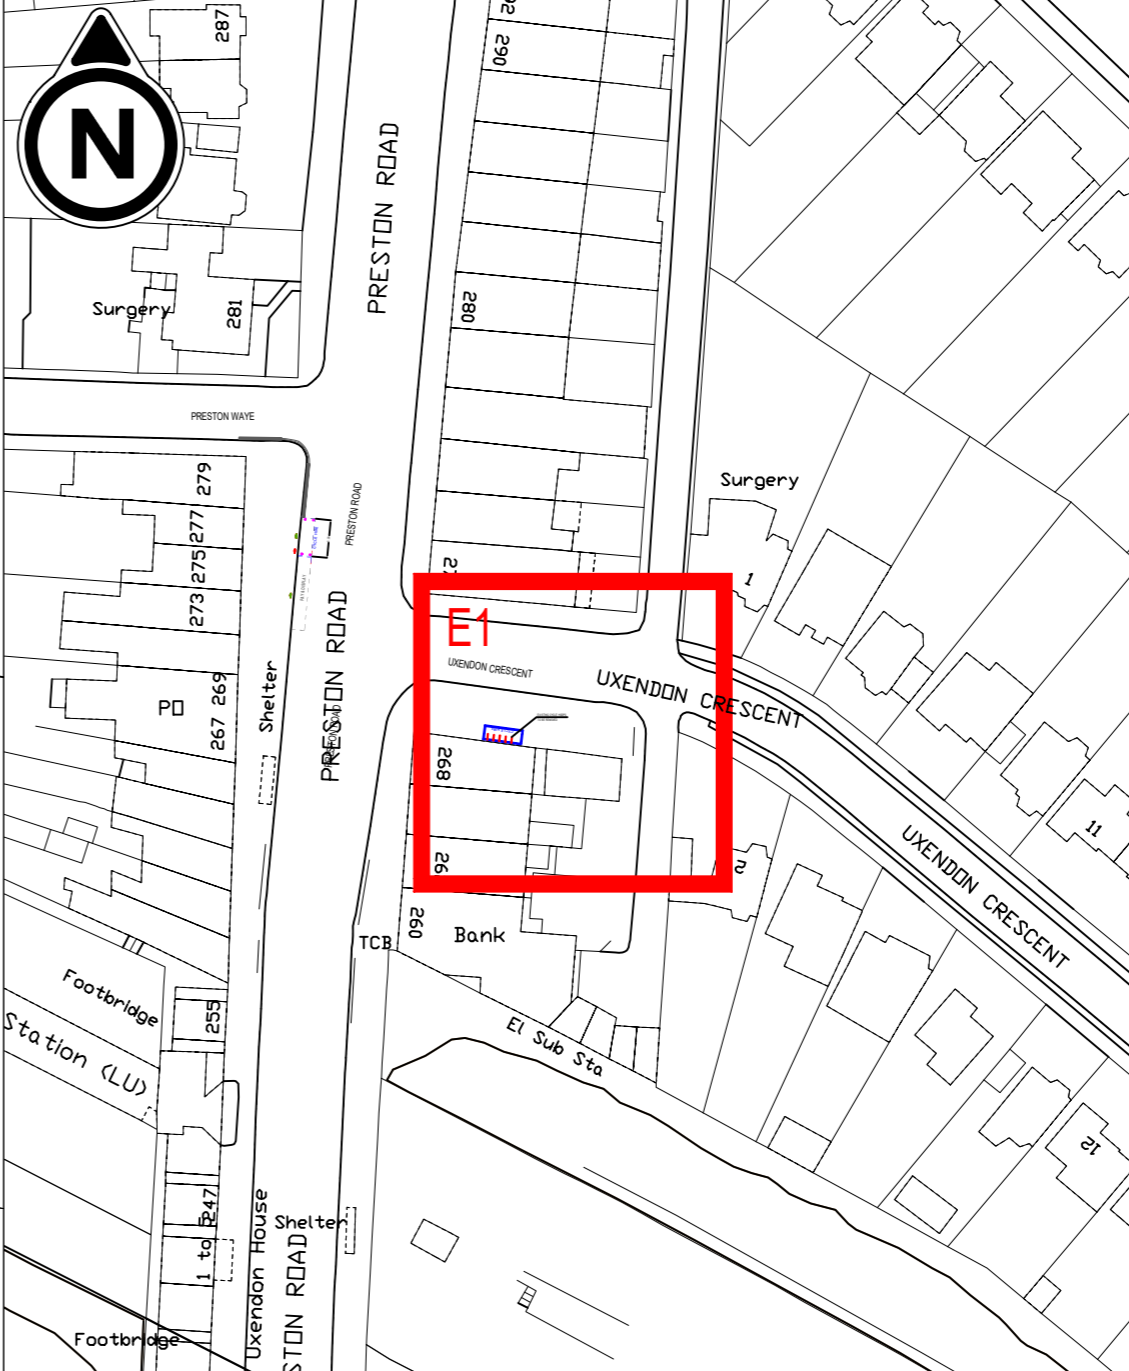 287
290
N
PRESTON ROAD
280
Surgery
281
PRESTON WAYE
279
277
275
273
PRESTON ROAD
Surgery
1
E1
UXENDON CRESCENT
UXENDON CRESCENT
PRESTON ROAD
Shelter
269
267
PO
268
UXENDON CRESCENT
11
2
260
Bank
TCB
Footbridge
255
Station (LU)
El Sub Sta
12
247
1 to
Uxendon House
Shelter
STON ROAD
Footbridge